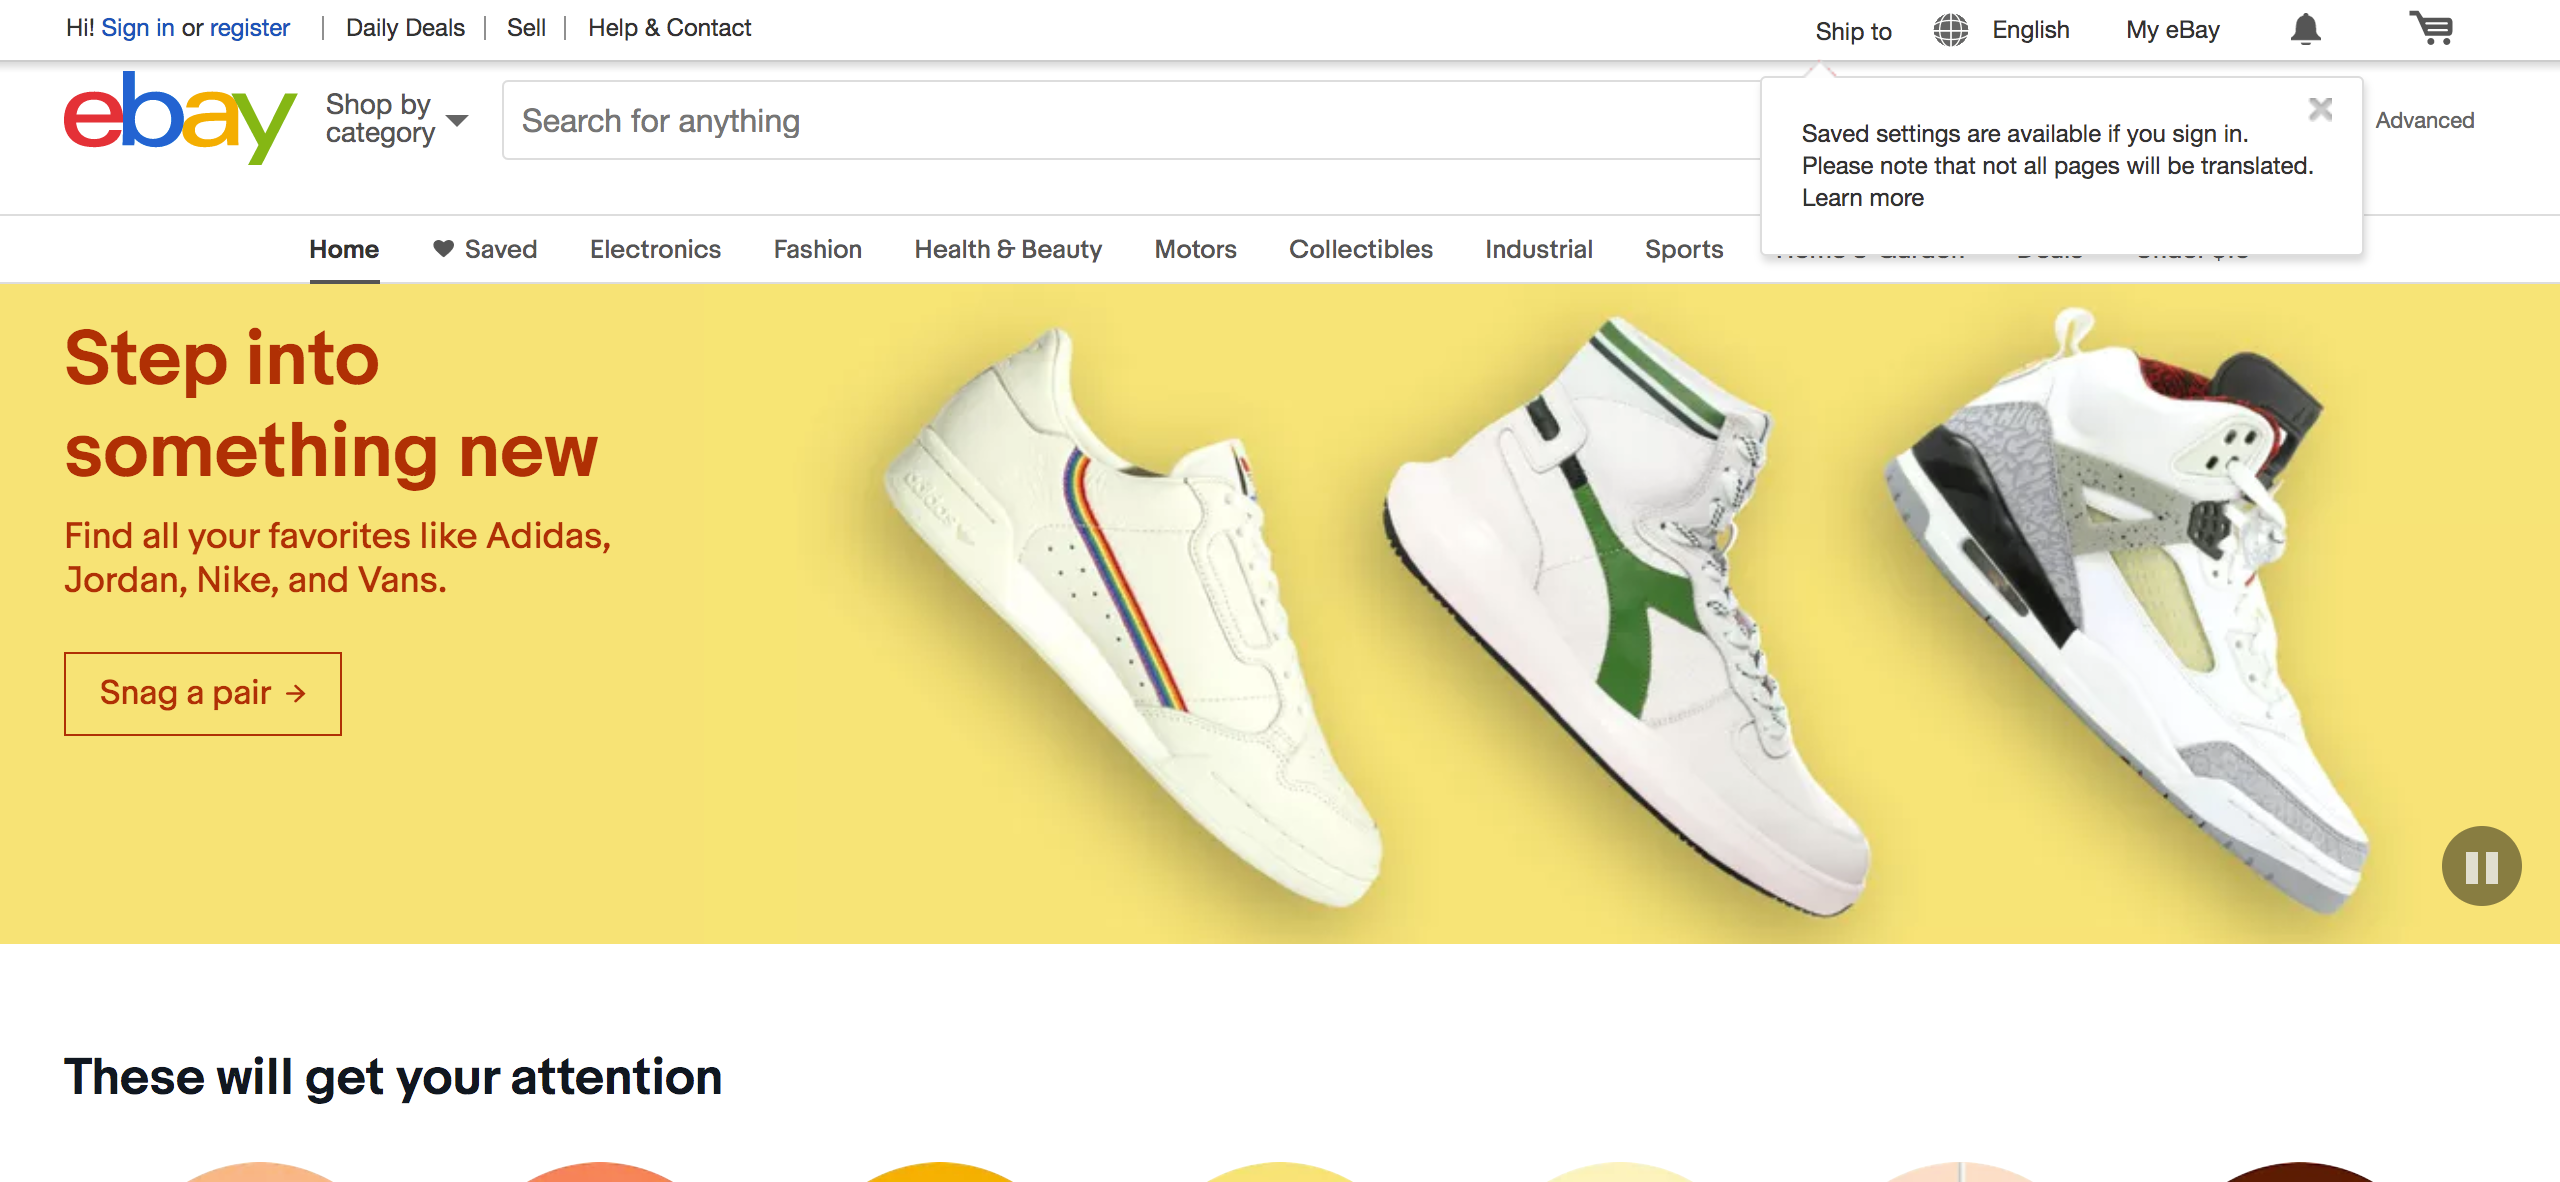 Hi! Sign in or register
Daily Deals
Sell
Help & Contact
Ship to
English
My eBay
ebay
Shop by
category
Search for anything
Advanced
Saved settings are available if you sign in.
Please note that not all pages will be translated.
Learn more
Home
Saved
Electronics
Fashion
Health & Beauty
Motors
Collectibles
Industrial
Sports
Step into
something new
Find all your favorites like Adidas,
Jordan, Nike, and Vans.
Snag a pair →
adidas
These will get your attention